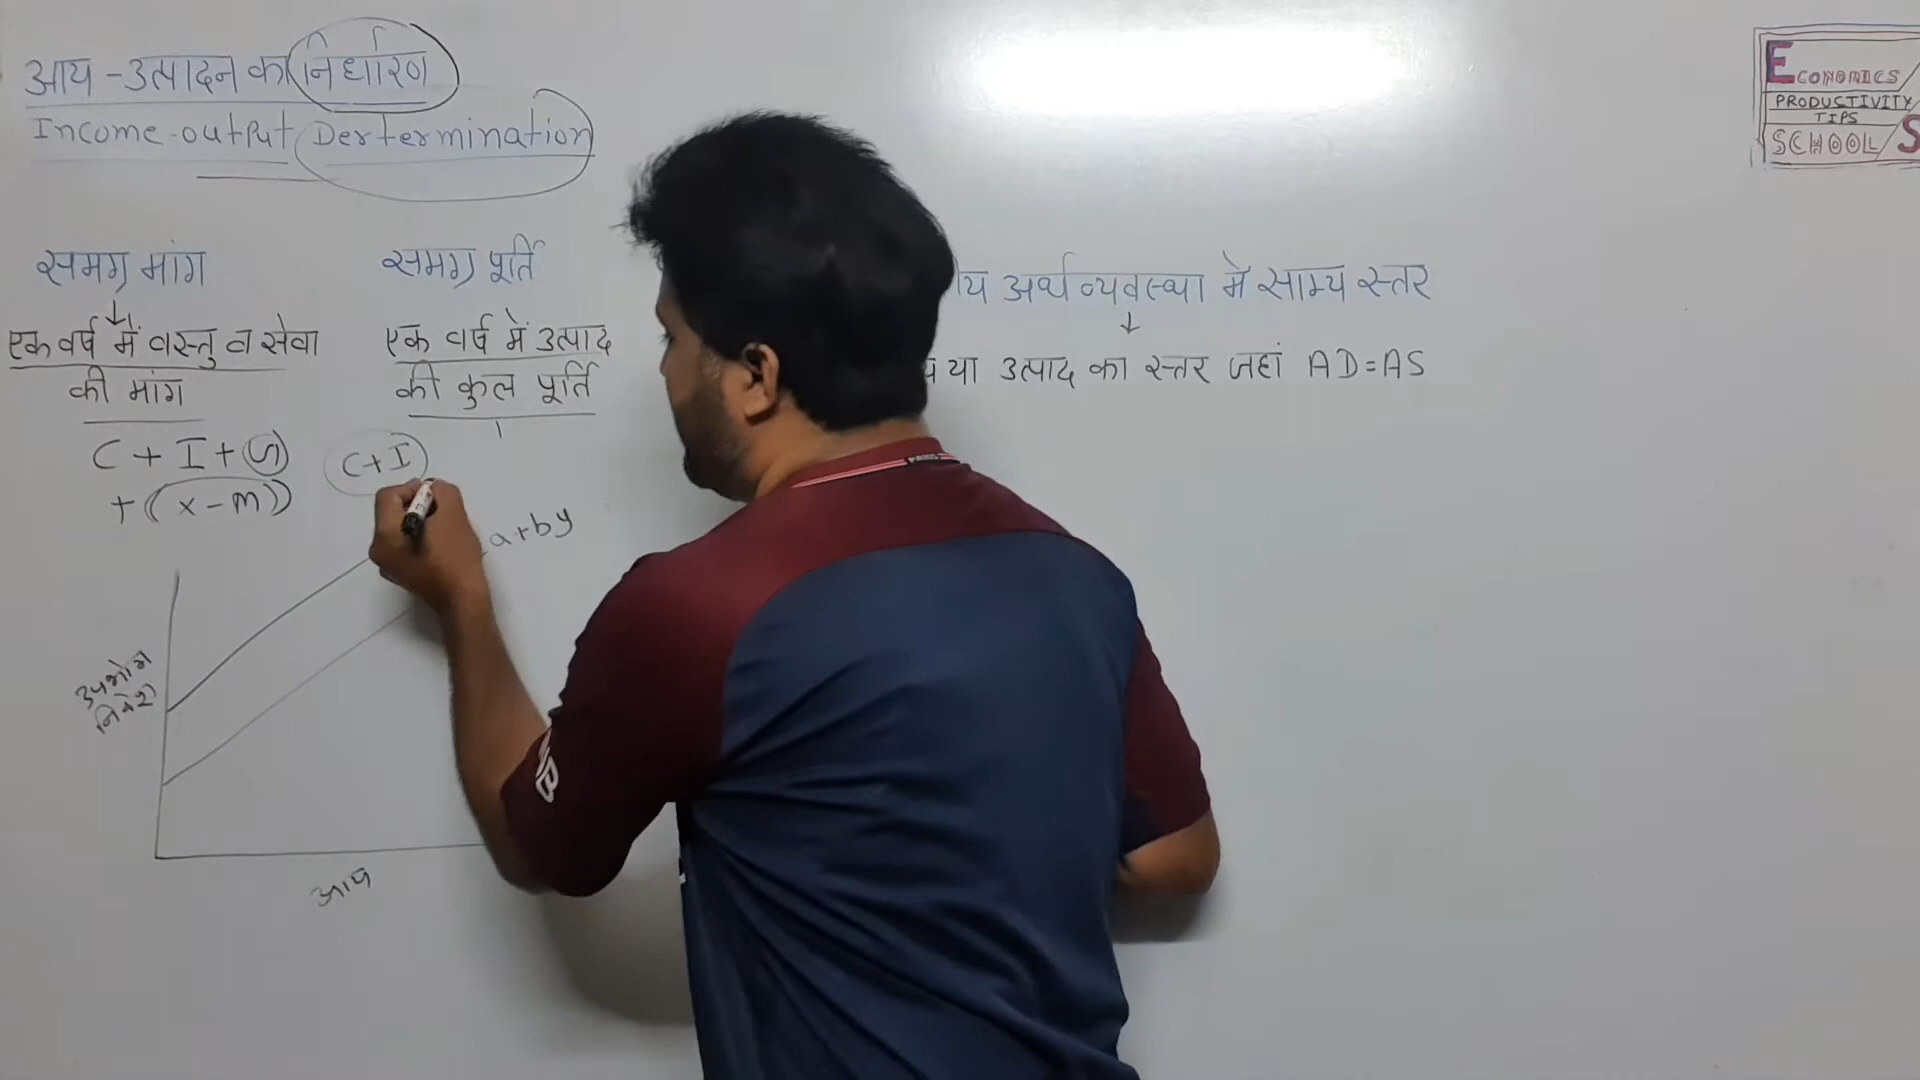 आय-उत्पादन का निर्धारण
Income-output Dertermination
समग्र मांग
एक वर्ष में वस्तु व सेवा
की मांग
C + I + G
+ (x - m)
समग्र पूर्ति
एक वर्ष में उत्पाद
की कुल पूर्ति
(C+I)
a+by
उपभोग
निवेश
आय
अर्थव्यवस्था में साम्य स्तर
या उत्पाद का स्तर जहां AD=AS
ECONOMICS
PRODUCTIVITY
TIPS
SCHOOL S